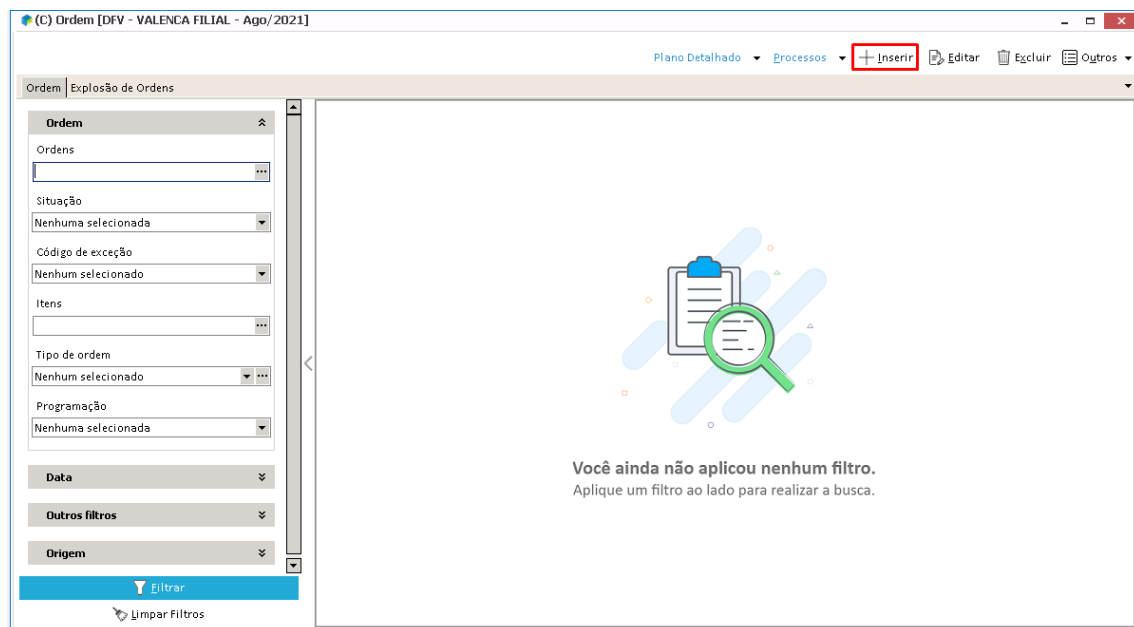 (C) Ordem [DFV - VALENCA FILIAL - Ago/2021]
Plano Detalhado Processos Inserir Editar Excluir Outros
Ordem Explosão de Ordens
Ordem
Ordens
Situação
Nenhuma selecionada
Código de exceção
Nenhum selecionado
Itens
Tipo de ordem
Nenhum selecionado
Programação
Nenhuma selecionada
Data
Outros filtros
Origem
Filtrar
Limpar Filtros
Você ainda não aplicou nenhum filtro.
Aplique um filtro ao lado para realizar a busca.